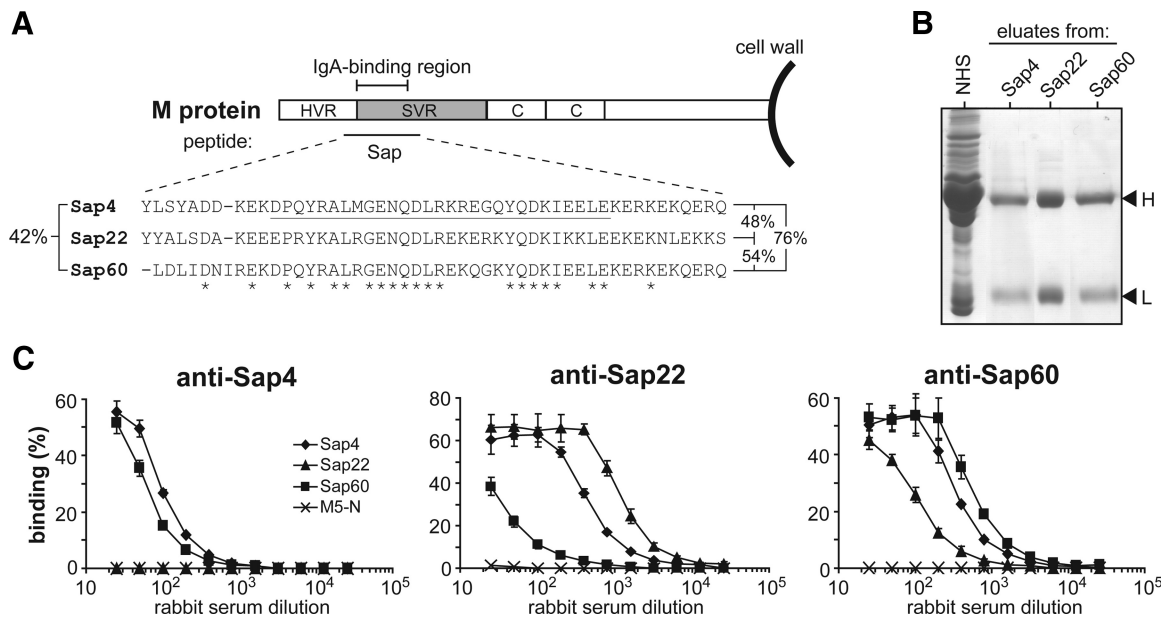 A
cell wall
IgA-binding region
M protein
HVR
SVR
C
C
peptide:
Sap
Sap4 YLSYADD-KEKDPQYRALMGENQDLRKREGQYQDKIEELEKERKEKQERQ
48%
42%
Sap22 YYALSDA-KEEEPRYKALRGENQDLREKERKYQDKIKKLEEKEKNLEKKS
76%
54%
Sap60 -LDLIDNIREKDPQYRALRGENQDLREKQGKYQDKIEELEKERKEKQERQ
* * * * ** ****** ***** ** *
B
eluates from:
NHS
Sap4
Sap22
Sap60
H
L
C
anti-Sap4
binding (%)
60
40
20
0
10 10² 10³ 10⁴ 10⁵
rabbit serum dilution
Sap4
Sap22
Sap60
M5-N
anti-Sap22
80
60
40
20
0
10 10² 10³ 10⁴ 10⁵
rabbit serum dilution
anti-Sap60
60
40
20
0
10 10² 10³ 10⁴ 10⁵
rabbit serum dilution